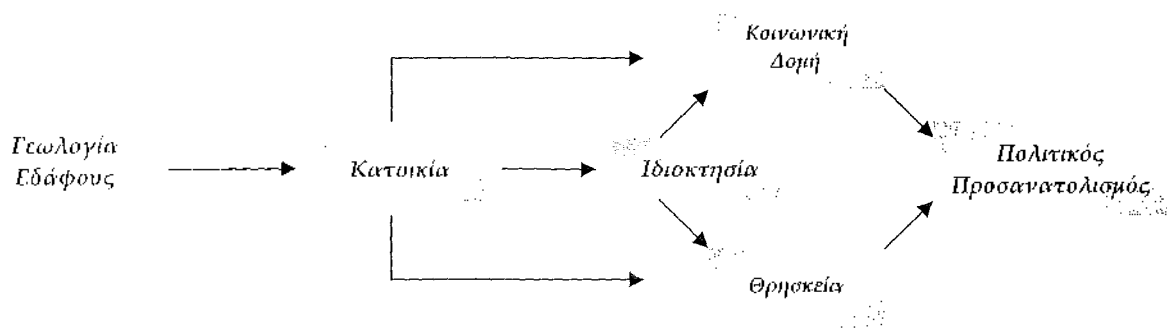 Κοινωνική
Δομή
Γεωλογία
Εδάφους
Κατοικία
Ιδιοκτησία
Πολιτικός
Προσανατολισμός
Θρησκεία